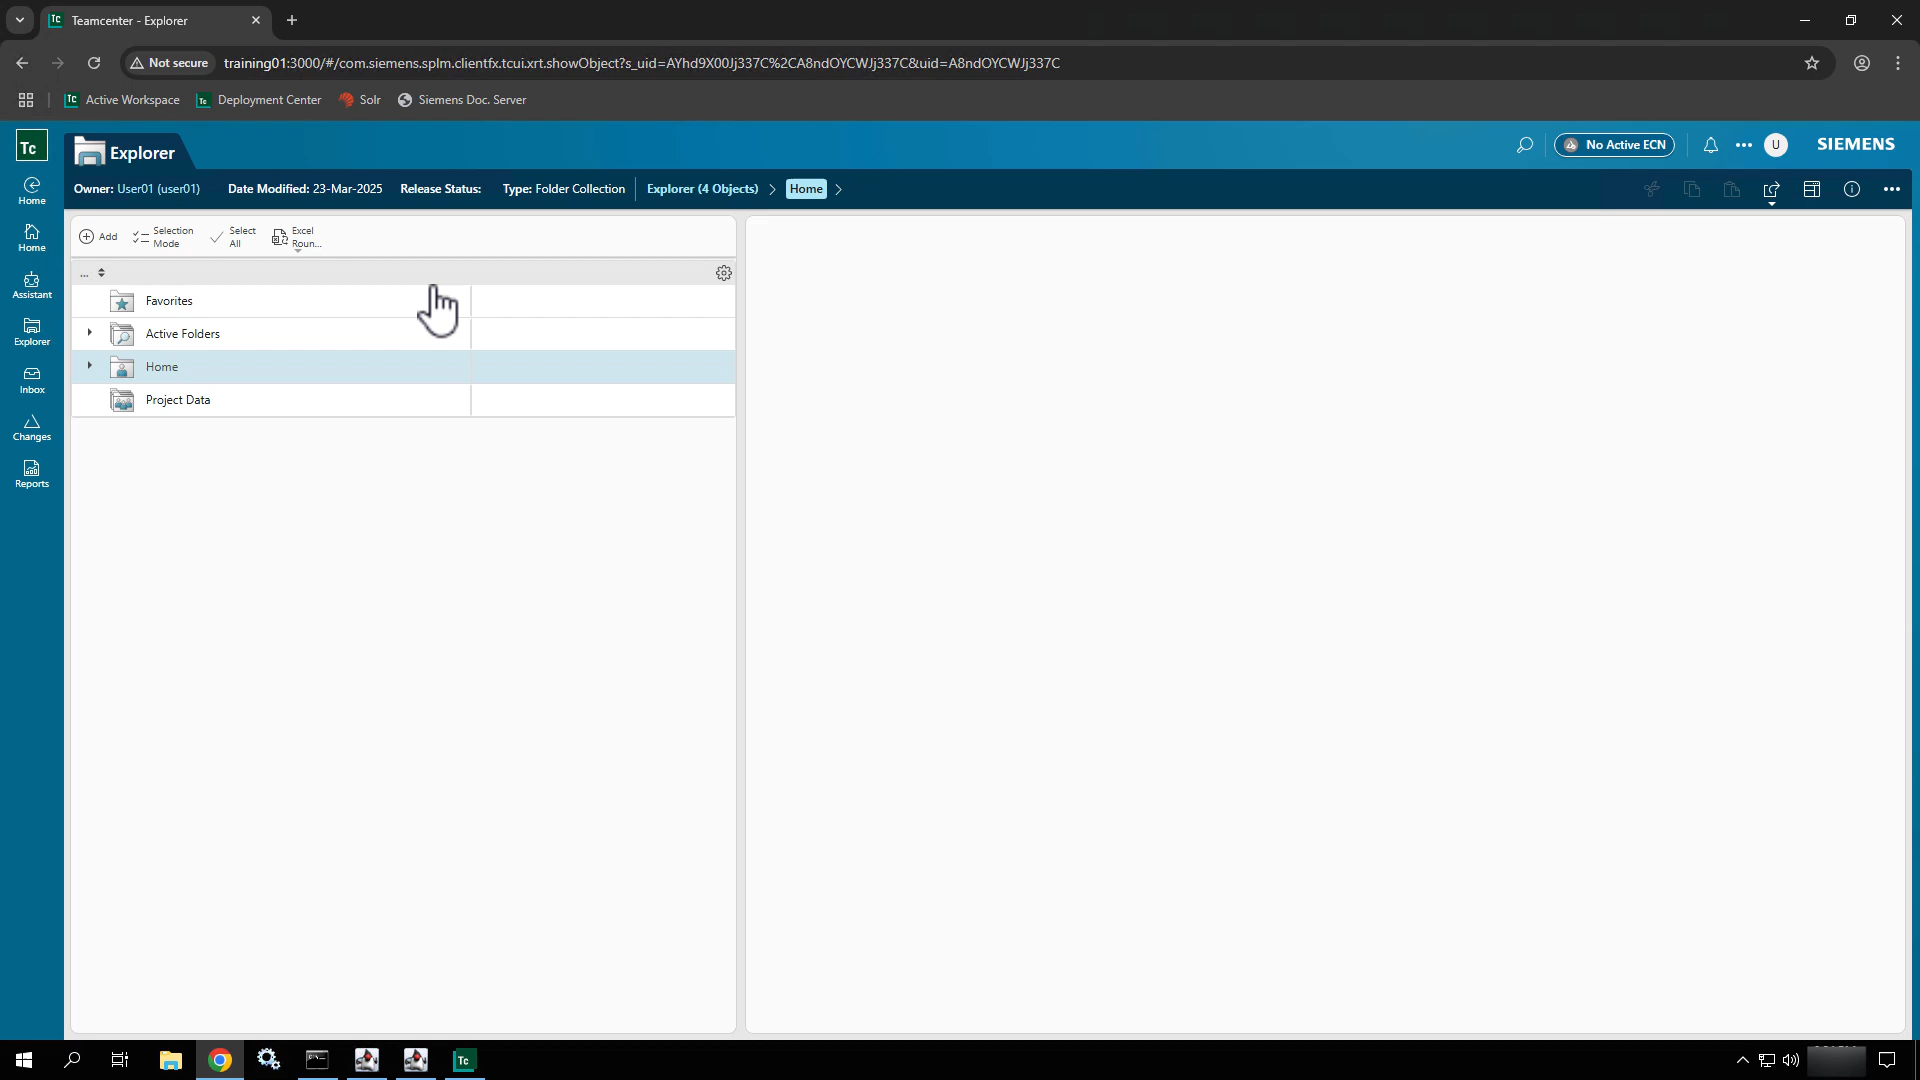 Teamcenter - Explorer
Not secure
training01:3000/#/com.siemens.splm.clientfx.tcui.xrt.showObject?s_uid=AYhd9X00Jj337C%2CA8ndOYCWJj337C&uid=A8ndOYCWJj337C
Tc Active Workspace
Tc Deployment Center
Solr
Siemens Doc. Server
Tc
Explorer
No Active ECN
U
SIEMENS
Owner: User01 (user01)
Date Modified: 23-Mar-2025
Release Status:
Type: Folder Collection
Explorer (4 Objects)
Home
Home
Home
Assistant
Explorer
Inbox
Changes
Reports
Add
Selection
Mode
Select
All
Excel
Roun...
...
Favorites
Active Folders
Home
Project Data
Tc